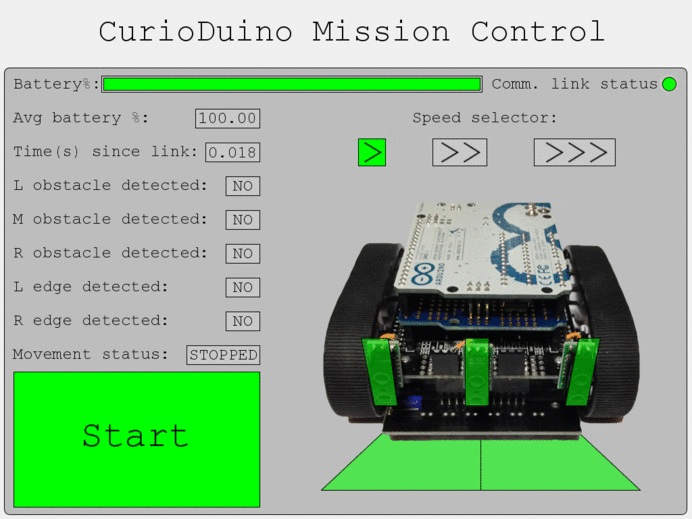 CurioDuino Mission Control
Battery%: Comm. link status
Avg battery %: 100.00 Speed selector:
Time(s) since link: 0.018 > >> >>>
L obstacle detected: NO
M obstacle detected: NO
R obstacle detected: NO
L edge detected: NO
R edge detected: NO
Movement status: STOPPED
Start
ARDUINO